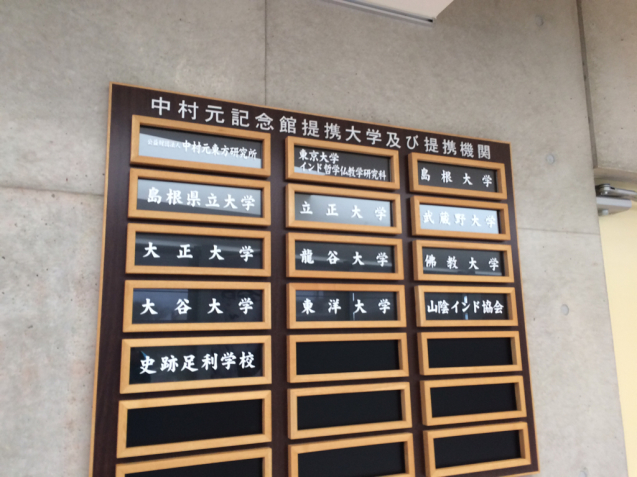 中村元記念館提携大学及び提携機関
中村元東方研究所
東京大学
インド哲学仏教学研究科
島根大学
島根県立大学
立正大学
武蔵野大学
大正大学
龍谷大学
佛教大学
大谷大学
東洋大学
山陰インド協会
史跡足利学校